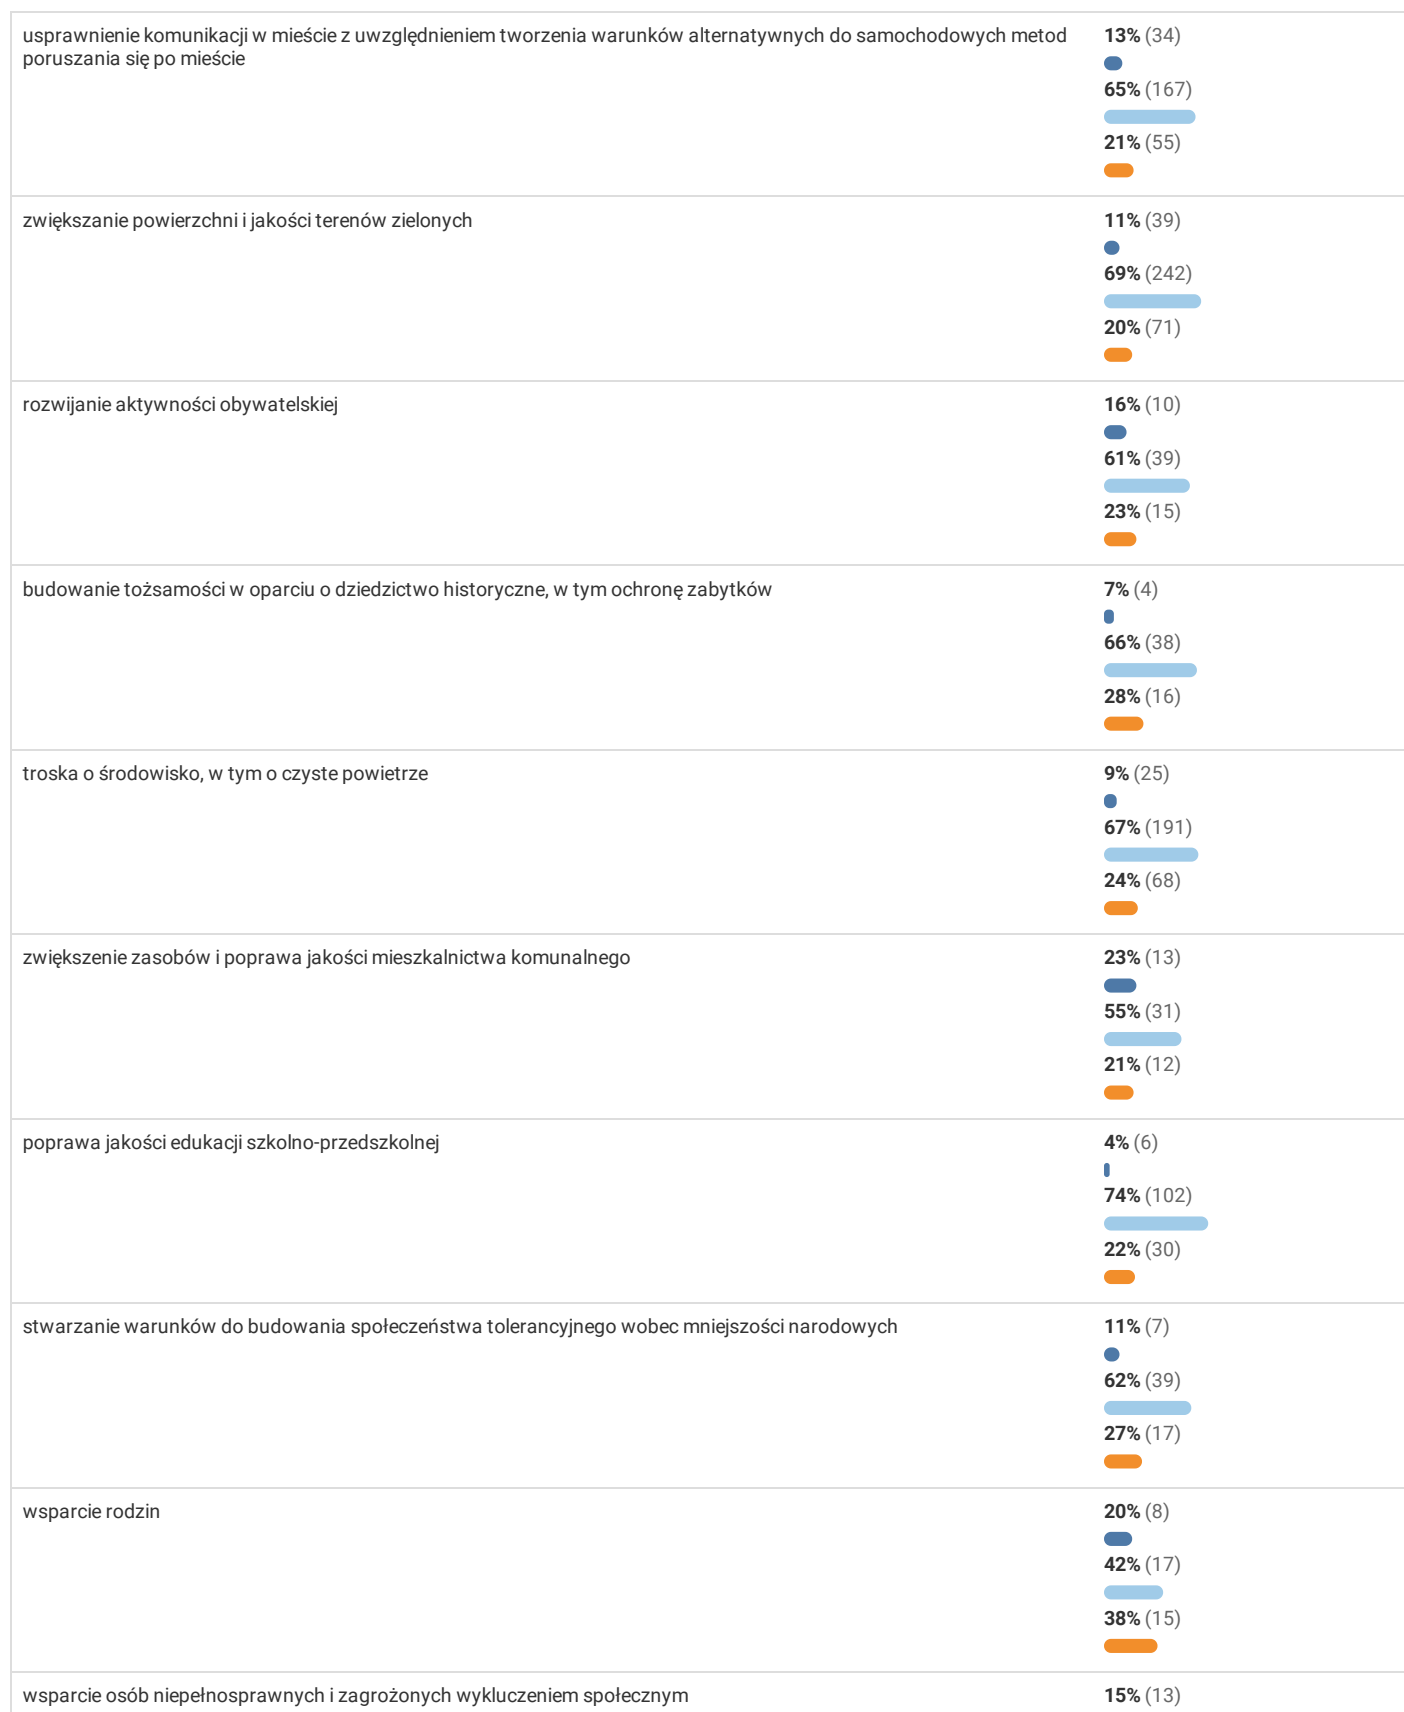 usprawnienie komunikacji w mieście z uwzględnieniem tworzenia warunków alternatywnych do samochodowych metod
poruszania się po mieście
13% (34)
65% (167)
21% (55)
zwiększanie powierzchni i jakości terenów zielonych
11% (39)
69% (242)
20% (71)
rozwijanie aktywności obywatelskiej
16% (10)
61% (39)
23% (15)
budowanie tożsamości w oparciu o dziedzictwo historyczne, w tym ochronę zabytków
7% (4)
66% (38)
28% (16)
troska o środowisko, w tym o czyste powietrze
9% (25)
67% (191)
24% (68)
zwiększenie zasobów i poprawa jakości mieszkalnictwa komunalnego
23% (13)
55% (31)
21% (12)
poprawa jakości edukacji szkolno-przedszkolnej
4% (6)
74% (102)
22% (30)
stwarzanie warunków do budowania społeczeństwa tolerancyjnego wobec mniejszości narodowych
11% (7)
62% (39)
27% (17)
wsparcie rodzin
20% (8)
42% (17)
38% (15)
wsparcie osób niepełnosprawnych i zagrożonych wykluczeniem społecznym
15% (13)